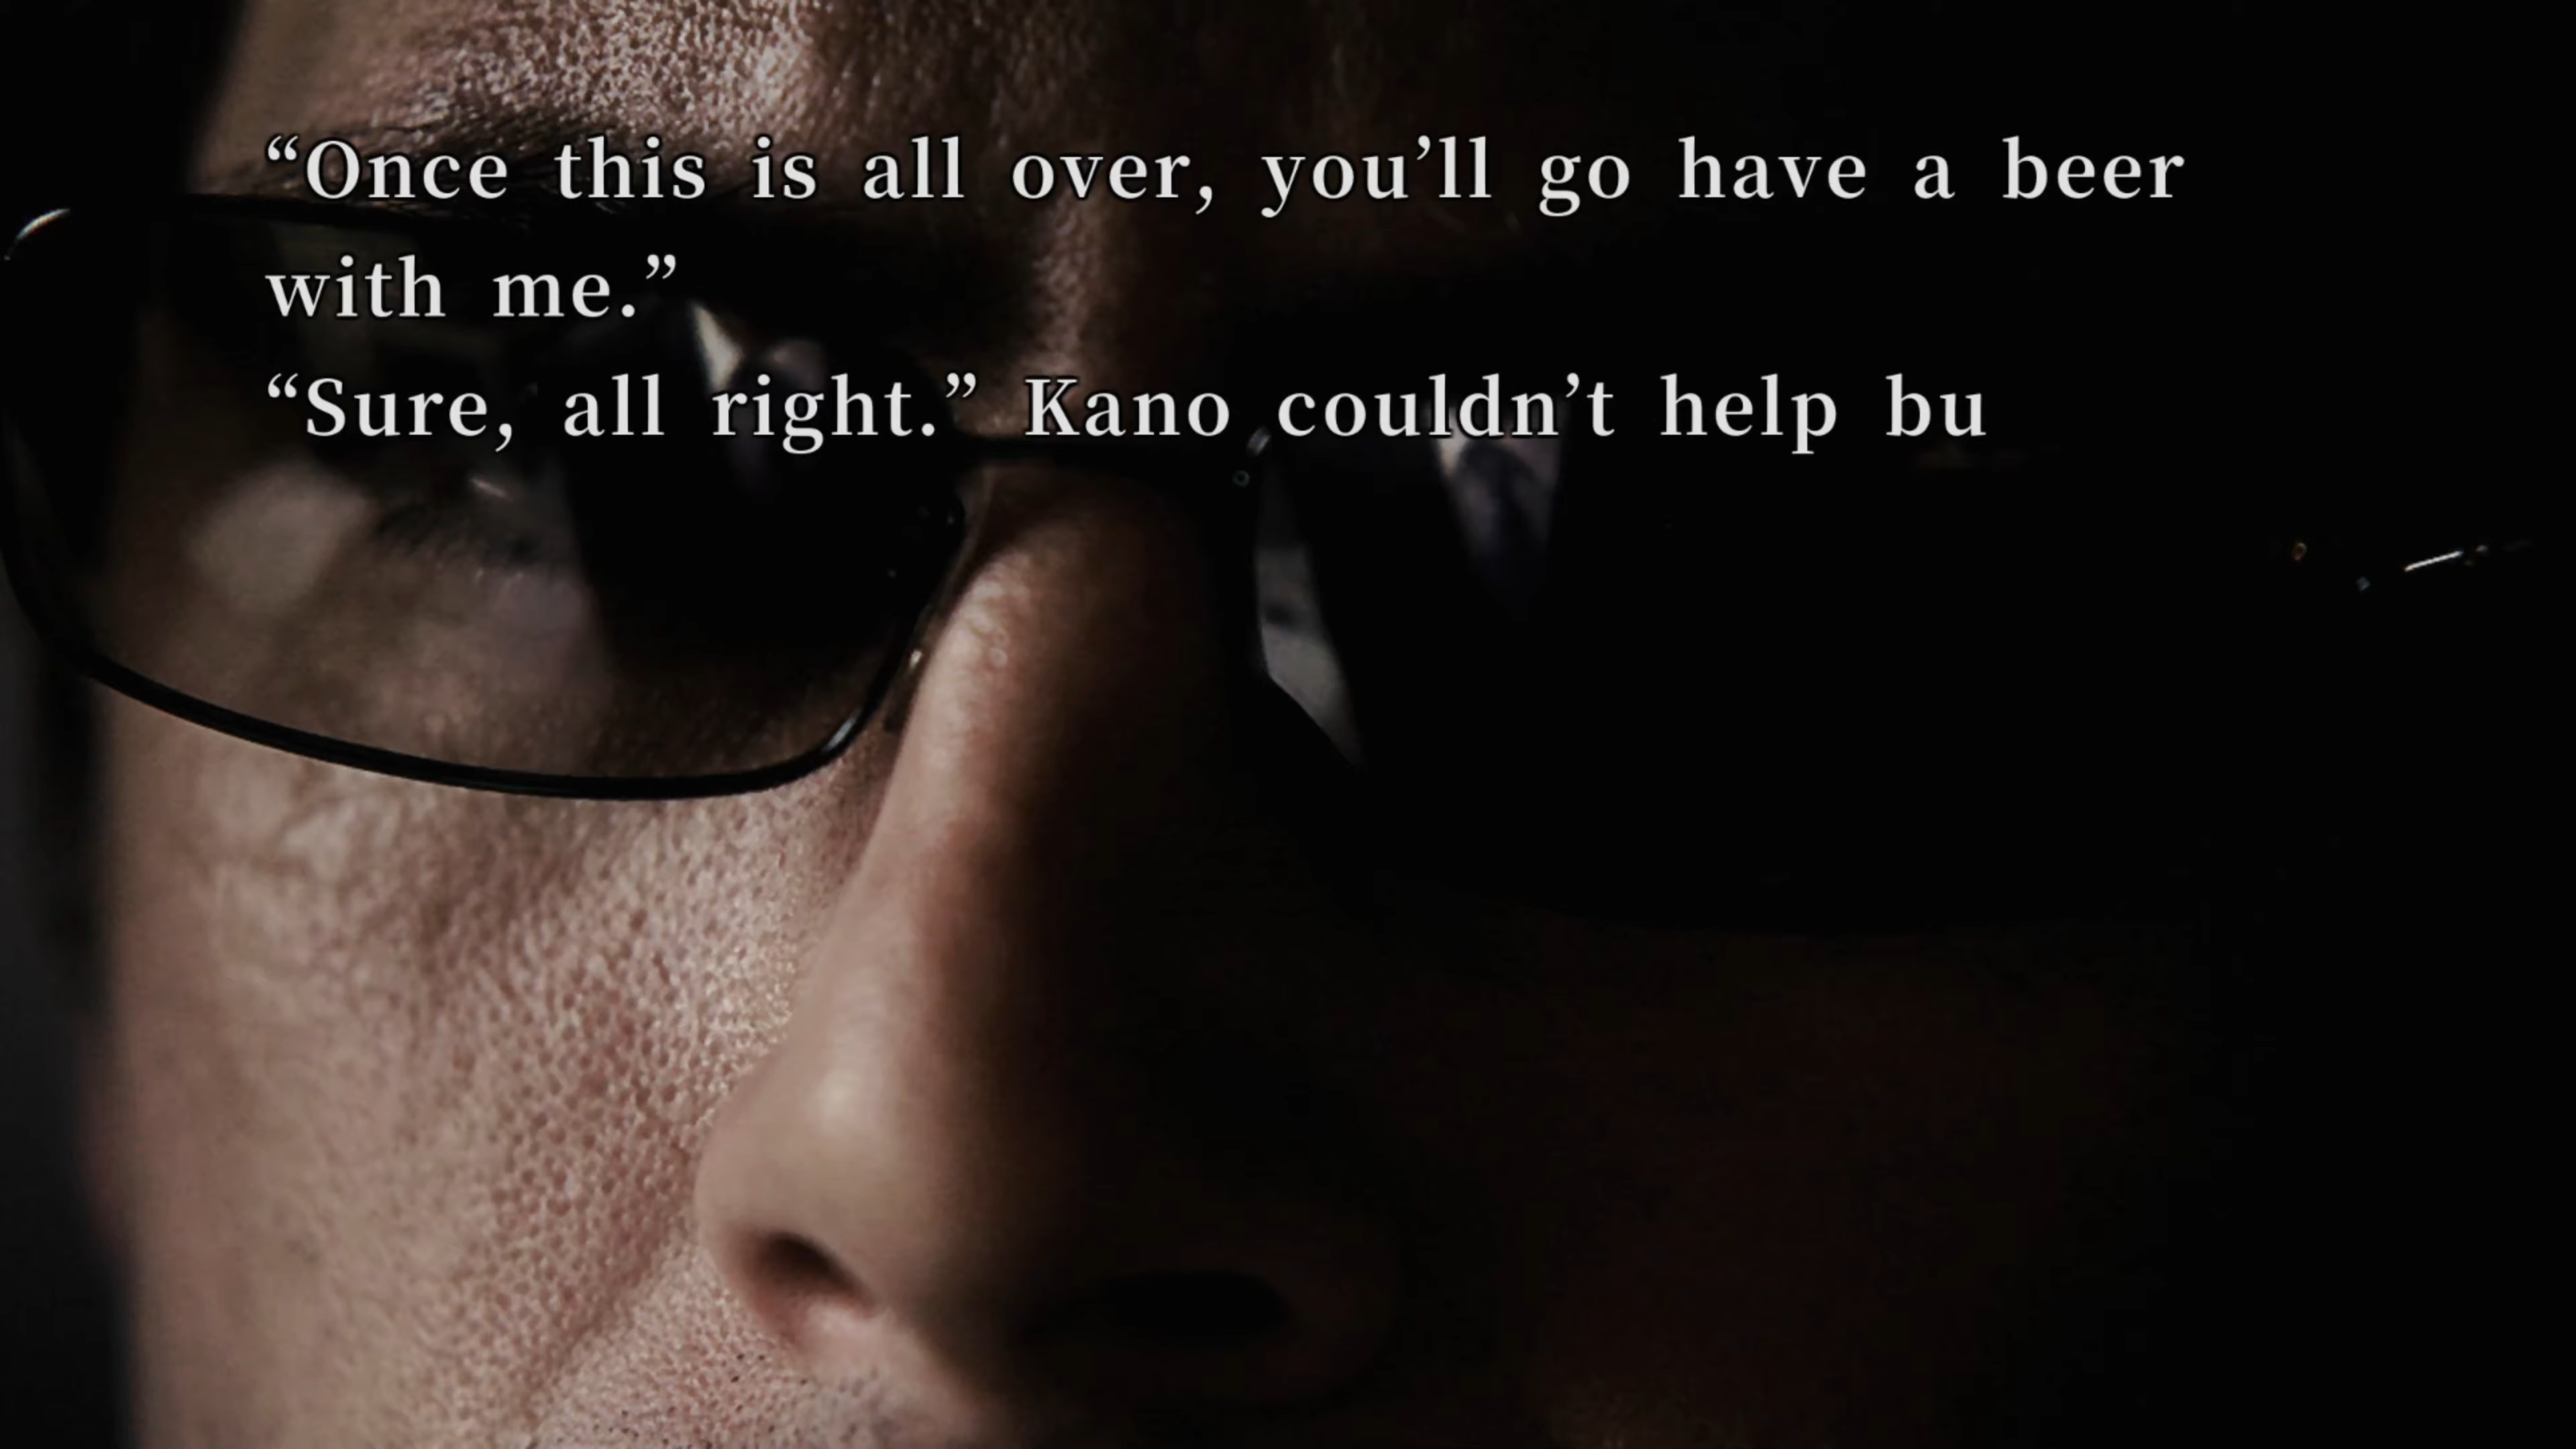 “Once this is all over, you’ll go have a beer
with me.”
“Sure, all right.” Kano couldn’t help bu